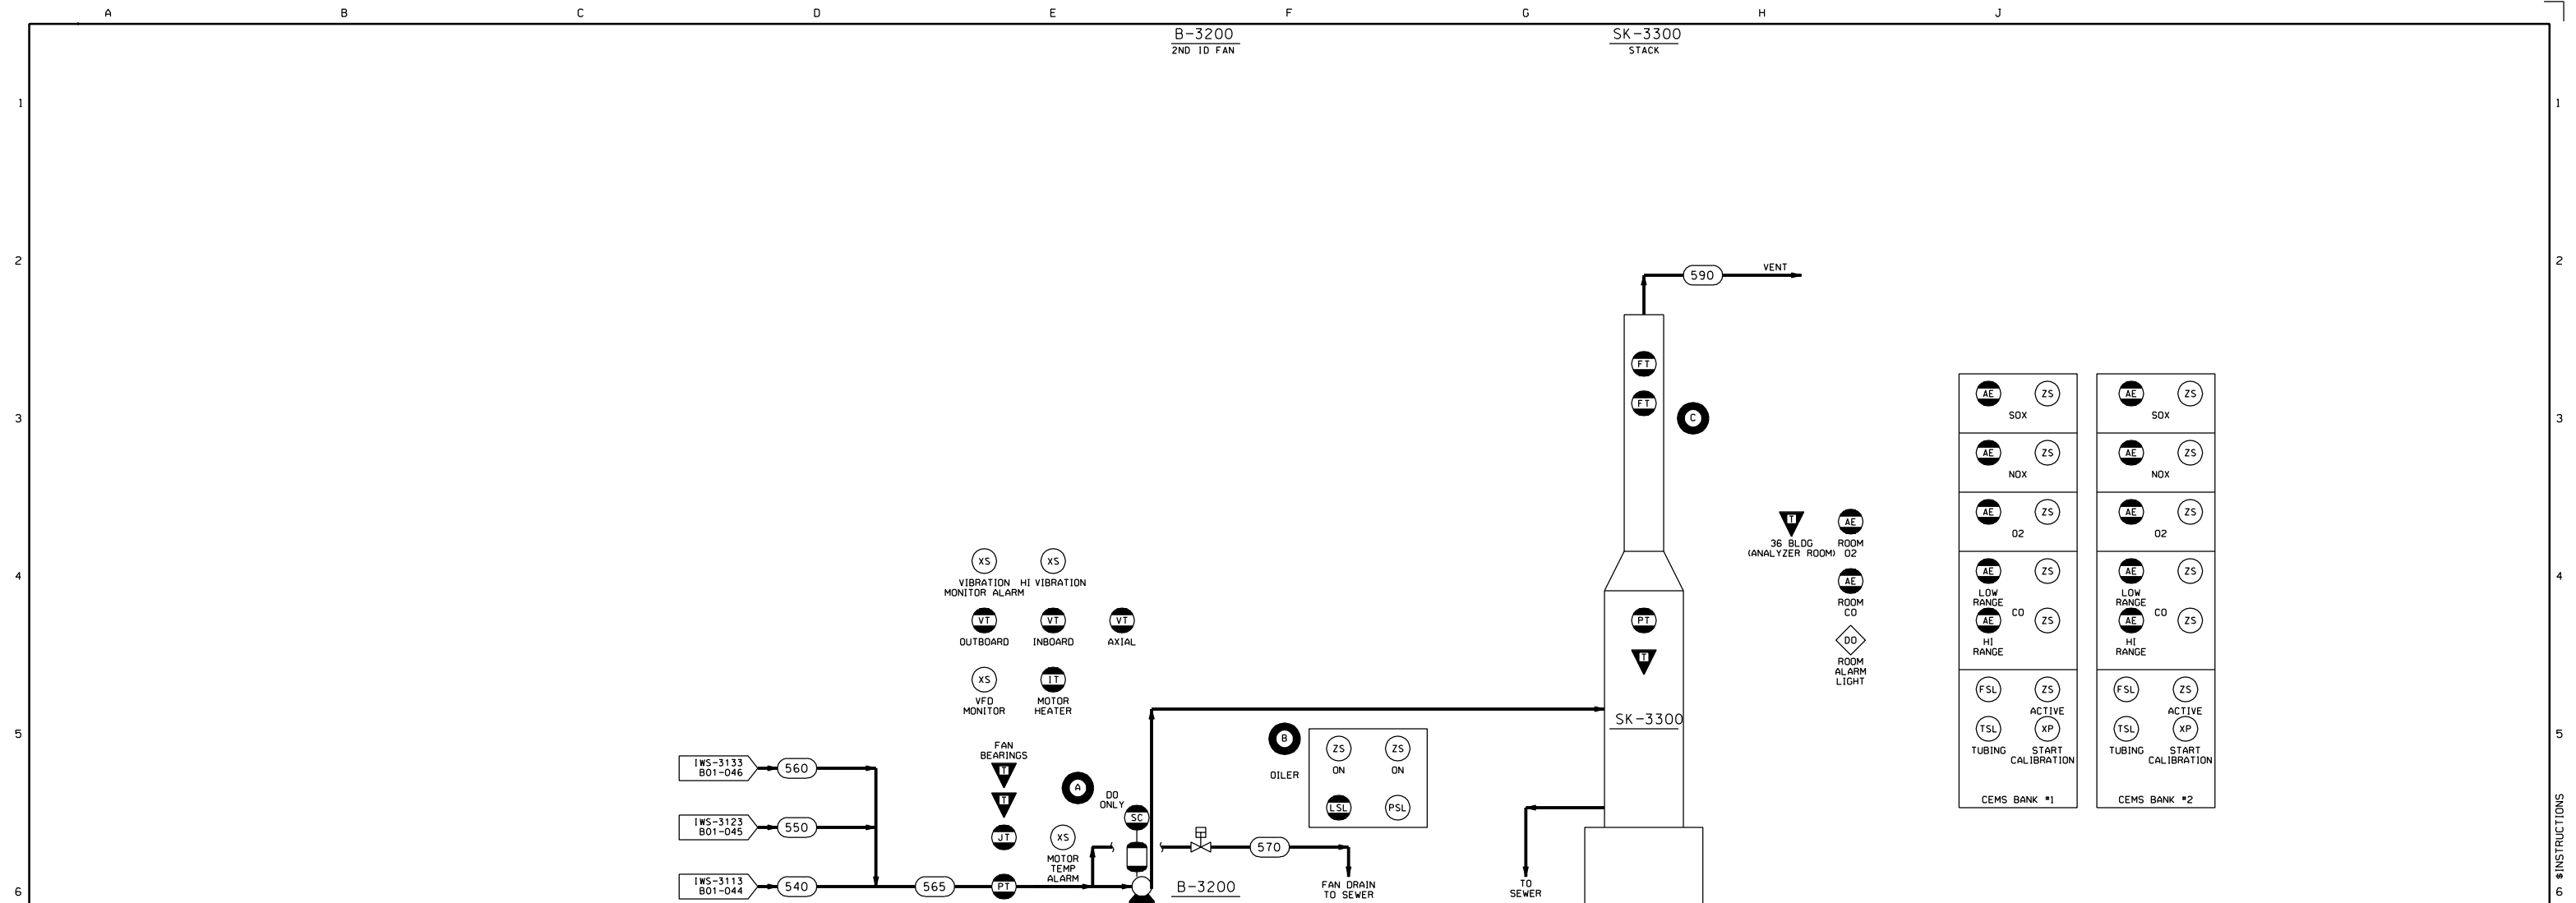 A B C D E F G H J
B-3200
2ND ID FAN
SK-3300
STACK
1 1
2 2
590
VENT
FT
FT
C
3 3
AE ZS
SOX
AE ZS
NOX
AE ZS
O2
AE ZS
LOW
RANGE
CO
AE ZS
HI
RANGE
FSL ZS
ACTIVE
TSL XP
TUBING
START
CALIBRATION
CEMS BANK #1
AE ZS
SOX
AE ZS
NOX
AE ZS
O2
AE ZS
LOW
RANGE
CO
AE ZS
HI
RANGE
FSL ZS
ACTIVE
TSL XP
TUBING
START
CALIBRATION
CEMS BANK #2
T
36 BLDG
(ANALYZER ROOM)
AE
ROOM
O2
AE
ROOM
CO
DO
ROOM
ALARM
LIGHT
4 4
XS
VIBRATION
MONITOR ALARM
XS
HI VIBRATION
VT
OUTBOARD
VT
INBOARD
VT
AXIAL
XS
VFD
MONITOR
IT
MOTOR
HEATER
PT
T
SK-3300
5 5
FAN
BEARINGS
T
T
JT
A
DO
ONLY
SC
XS
MOTOR
TEMP
ALARM
B
OILER
ZS
ON
ZS
ON
LSL
PSL
IWS-3133
B01-046
560
IWS-3123
B01-045
550
IWS-3113
B01-044
540
565
PT
B-3200
570
FAN DRAIN
TO SEWER
TO
SEWER
6 6
$INSTRUCTIONS